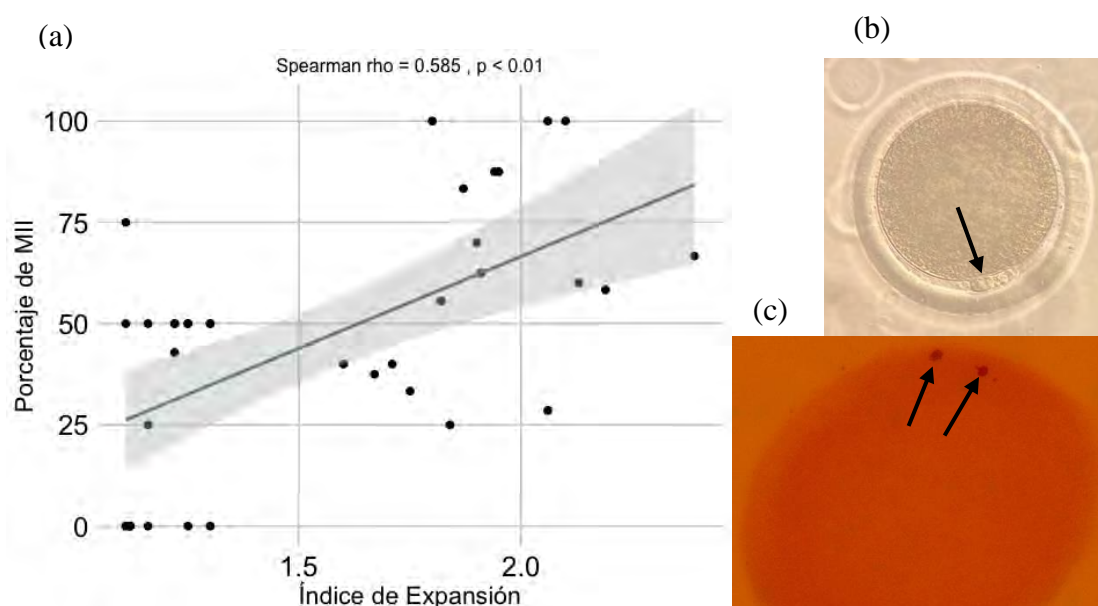 (a)
(b)
Spearman rho = 0.585 , p < 0.01
100
75
50
25
0
Porcentaje de MII
1.5
2.0
Índice de Expansión
(c)